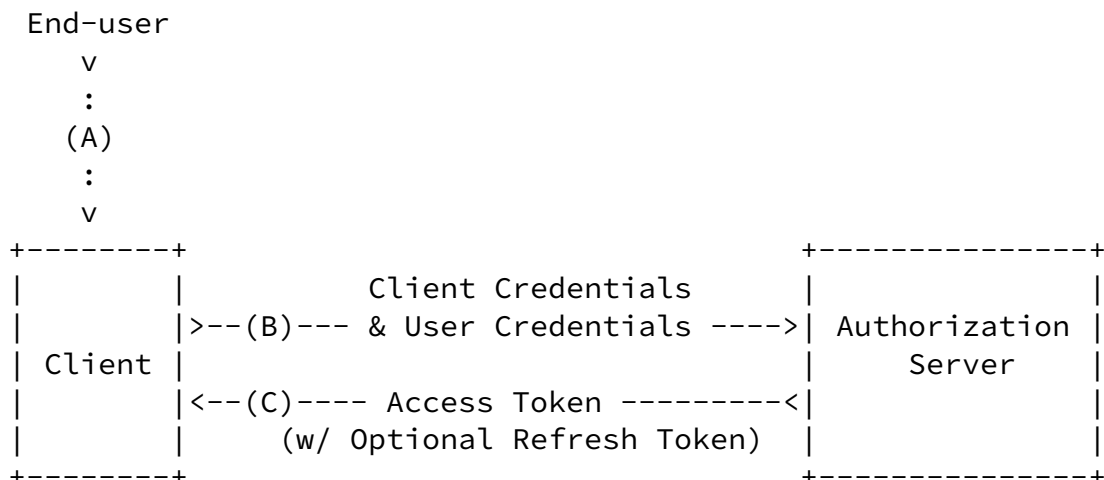 End-user
v
:
(A)
:
v
+--------+                                  +---------------+
|        |          Client Credentials      |               |
|        |>--(B)--- & User Credentials ---->| Authorization |
| Client |                                  |     Server    |
|        |<--(C)---- Access Token ---------<|               |
|        |     (w/ Optional Refresh Token)  |               |
+--------+                                  +---------------+